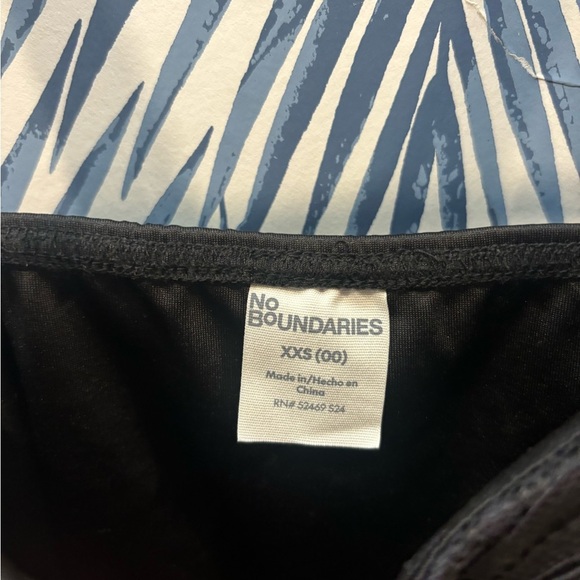 No
BoUNDARIES
XXS (00)
Made in/Hecho en
China
RN# 52469 S24